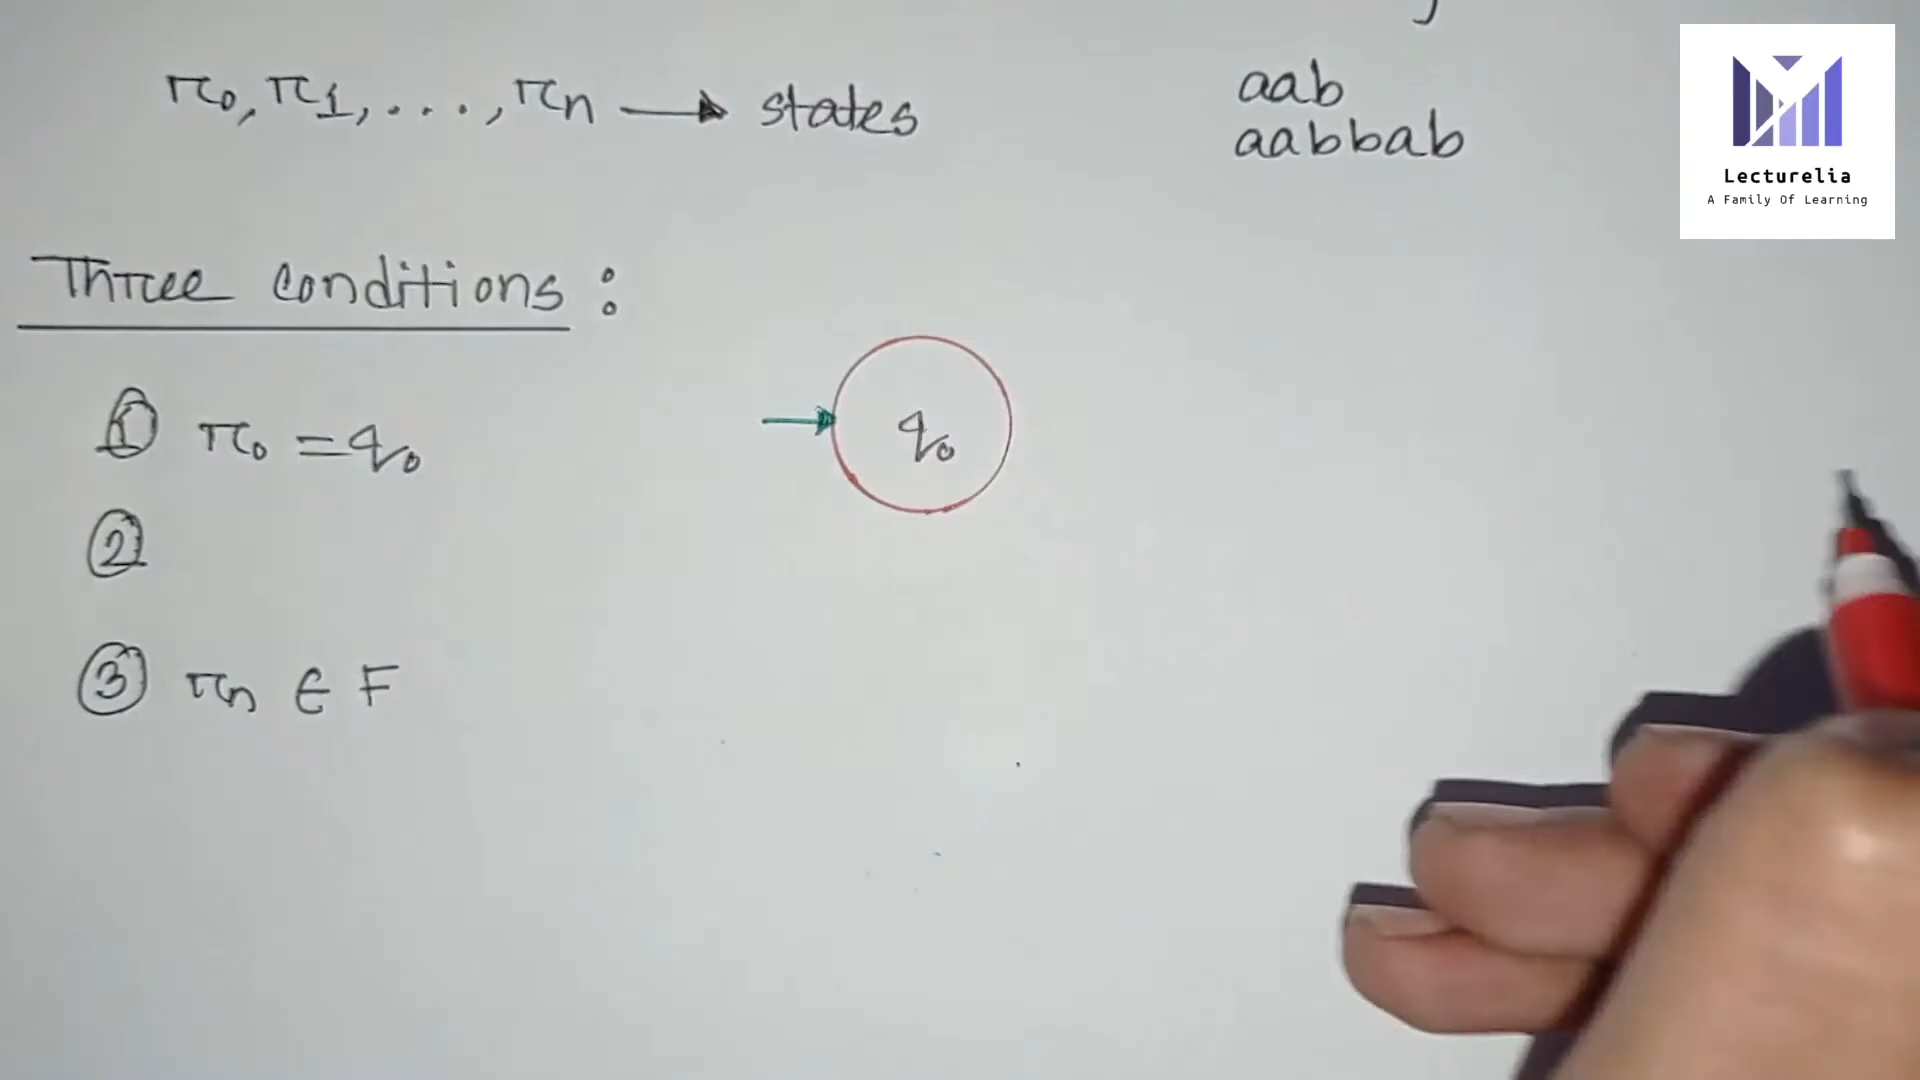 r0, r1, ..., rn → states
aab
aabbab
Lecturelia
A Family Of Learning
Three conditions :
① r0 = q0
q0
②
③ rn ∈ F